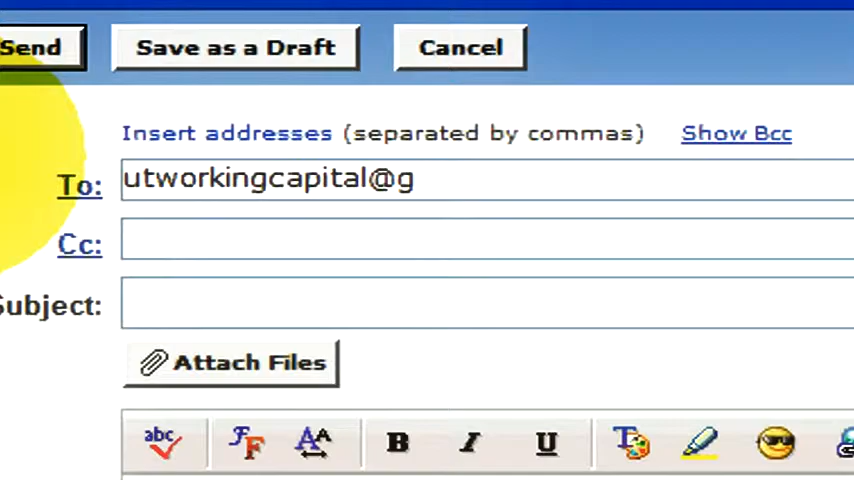 Send Save as a Draft Cancel
Insert addresses (separated by commas) Show Bcc
To: utworkingcapital@g
Cc:
Subject:
Attach Files
abc F F A A B I U T